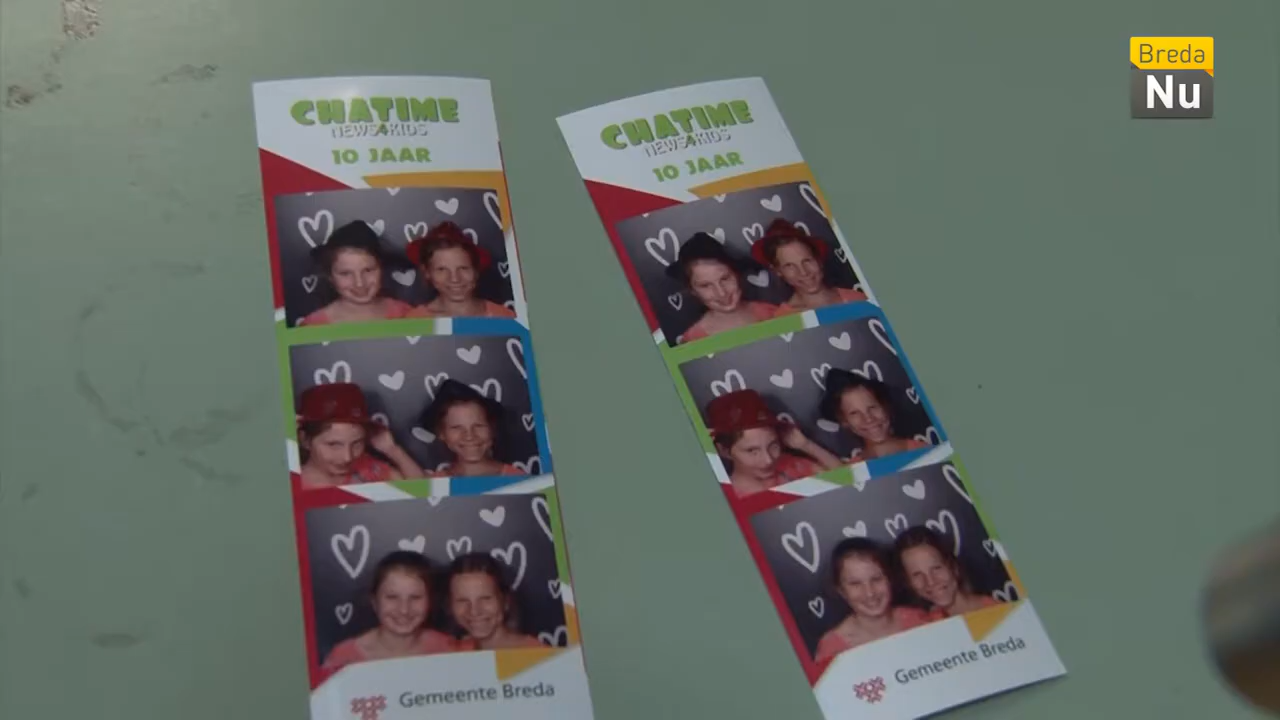 Breda
Nu
CHATIME
NEWS4KIDS
10 JAAR
Gemeente Breda
CHATIME
NEWS4KIDS
10 JAAR
Gemeente Breda